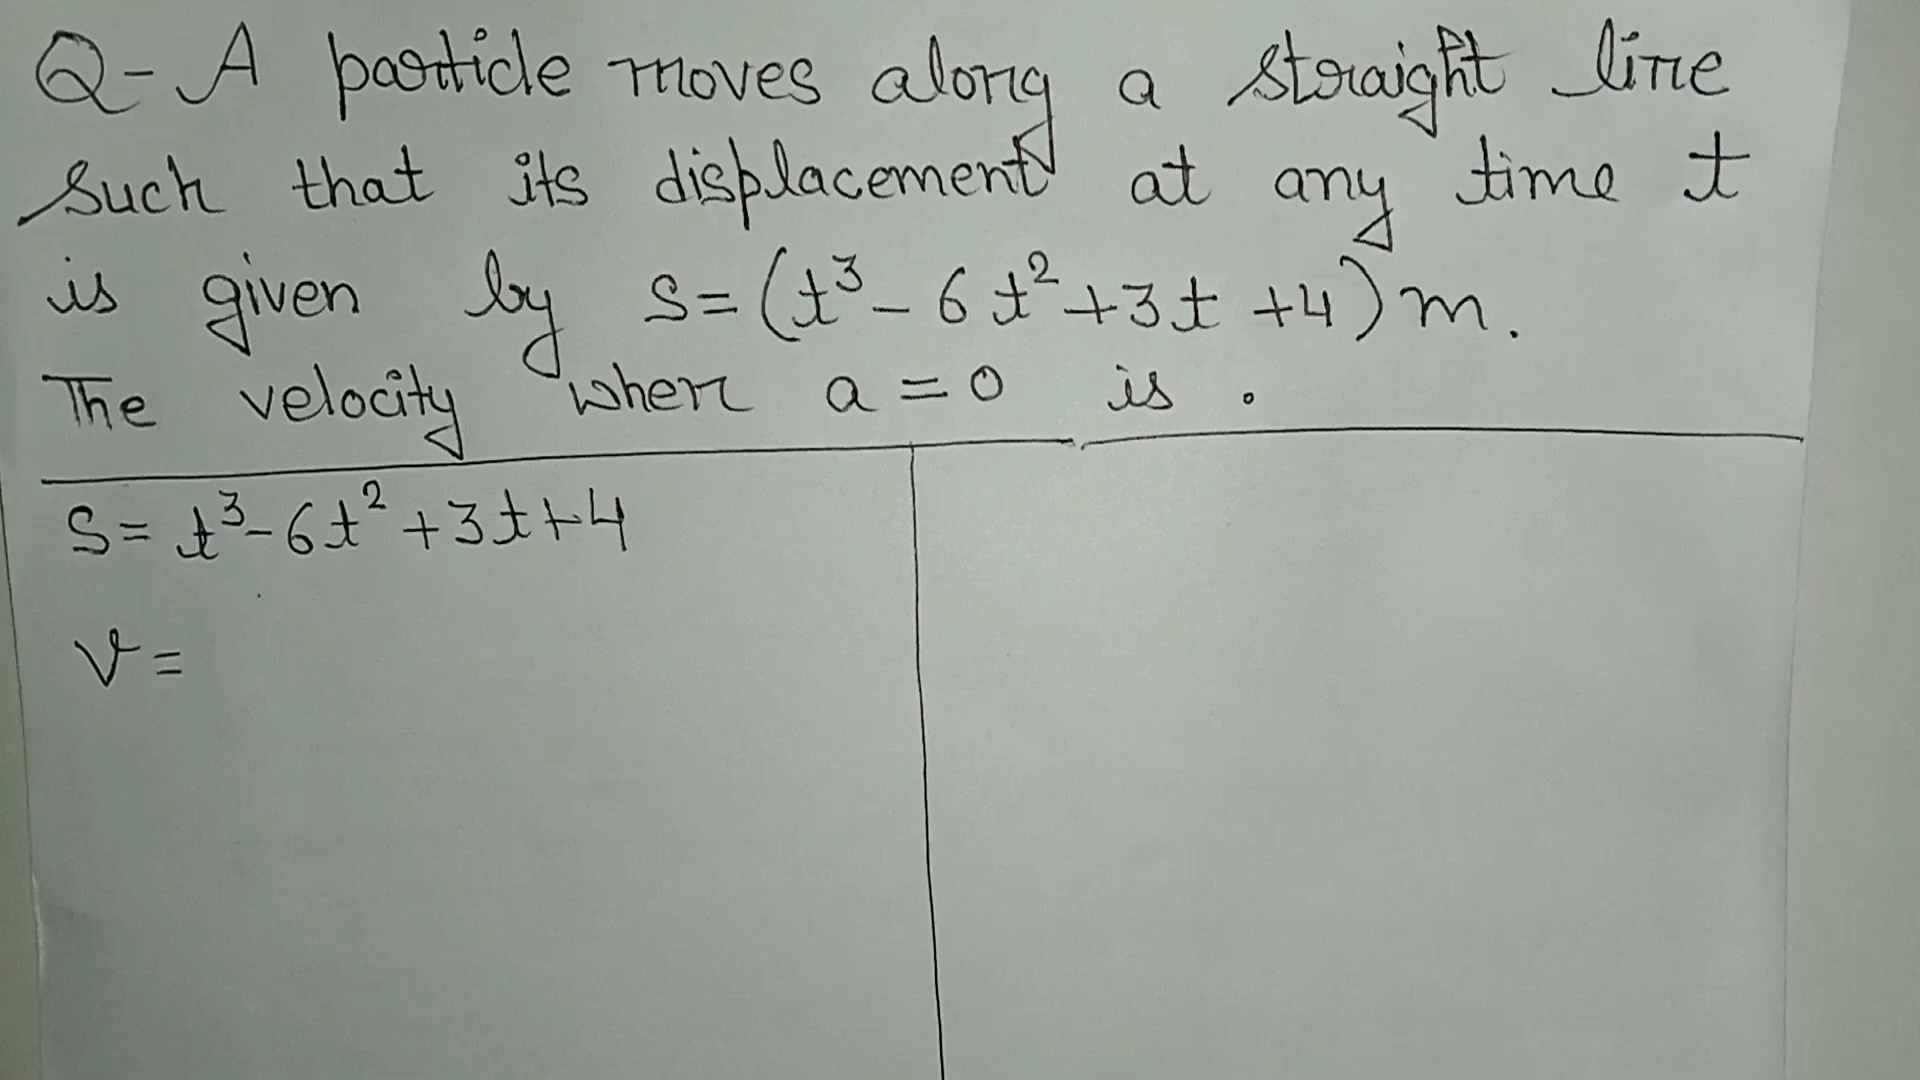 Q- A particle moves along a straight line
such that its displacement at any time t
is given by s=(t³-6t²+3t+4)m.
The velocity when a=0 is .
S= t³-6t²+3t+4
v=